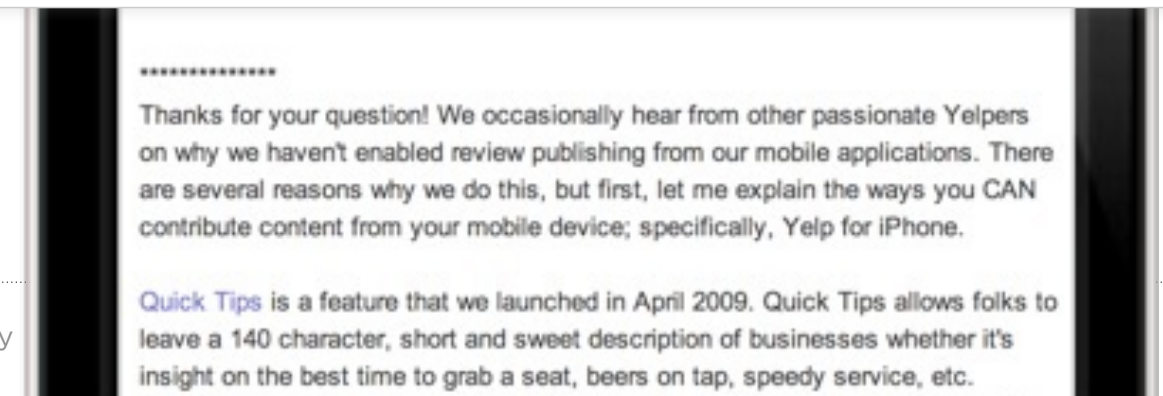 Thanks for your question! We occasionally hear from other passionate Yelpers
on why we haven't enabled review publishing from our mobile applications. There
are several reasons why we do this, but first, let me explain the ways you CAN
contribute content from your mobile device; specifically, Yelp for iPhone.
Quick Tips is a feature that we launched in April 2009. Quick Tips allows folks to
y
leave a 140 character, short and sweet description of businesses whether it's
insight on the best time to grab a seat, beers on tap, speedy service, etc.